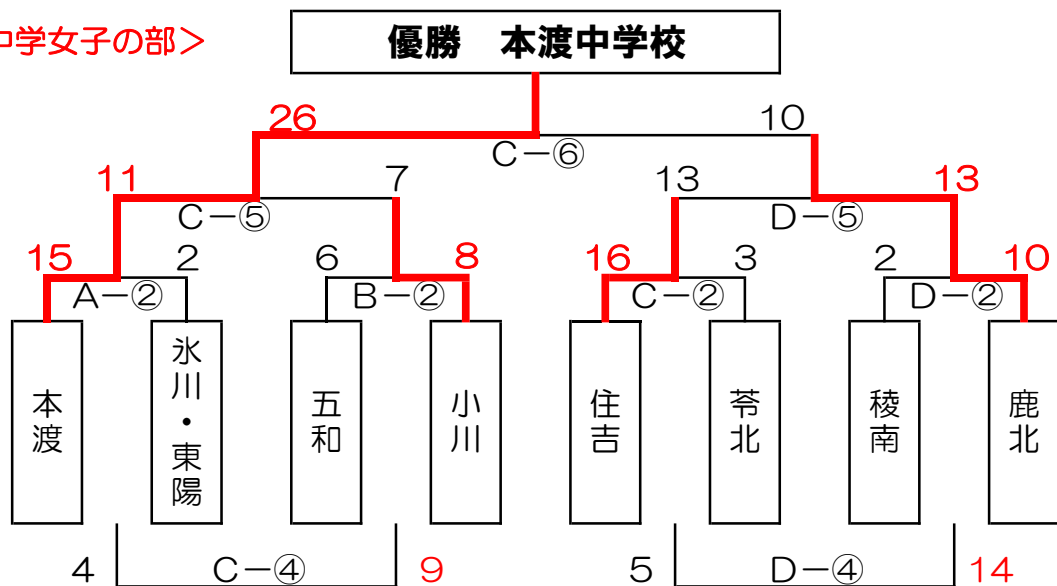 中学女子の部＞
優勝　本渡中学校
26 10
C－⑥
11 7 13 13
C－⑤ D－⑤
15 2 6 8 16 3 2 10
A－② B－② C－② D－②
本渡
氷川・東陽
五和
小川
住吉
苓北
稜南
鹿北
4 C－④ 9 5 D－④ 14